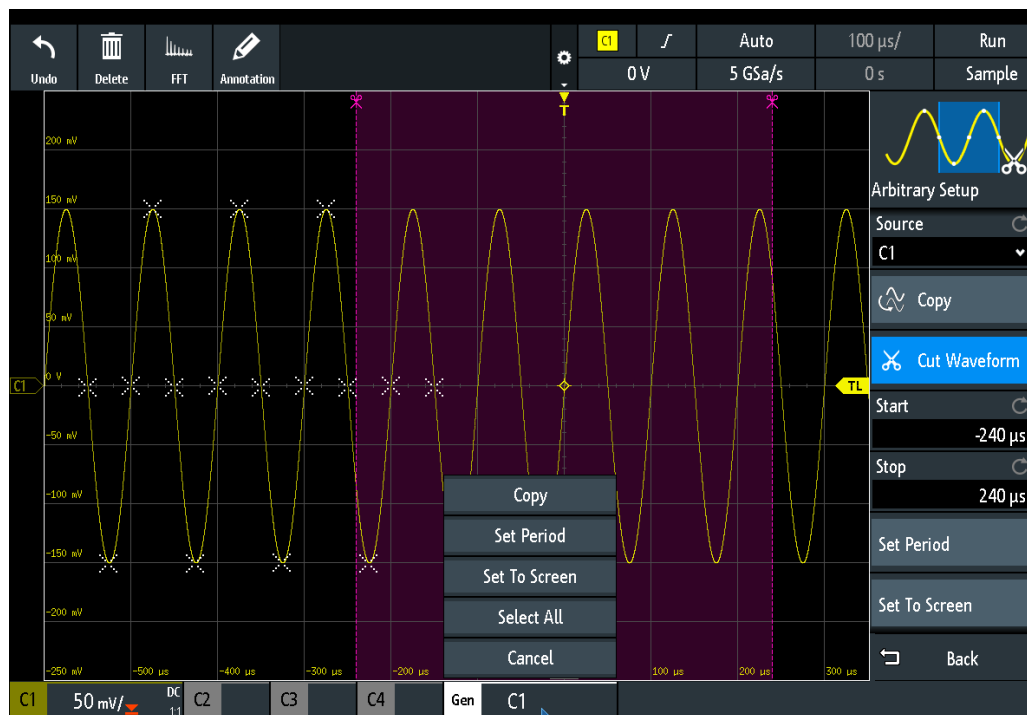 Undo
Delete
FFT
Annotation
C1
Auto
100 µs/
Run
0 V
5 GSa/s
0 s
Sample
T
200 mV
150 mV
100 mV
50 mV
0 V
-50 mV
-100 mV
-150 mV
-200 mV
-250 mV
-500 µs
-400 µs
-300 µs
-200 µs
100 µs
200 µs
300 µs
C1
TL
Copy
Set Period
Set To Screen
Select All
Cancel
Arbitrary Setup
Source
C1
Copy
Cut Waveform
Start
-240 µs
Stop
240 µs
Set Period
Set To Screen
Back
C1
50 mV/
DC
1:1
C2
C3
C4
Gen
C1